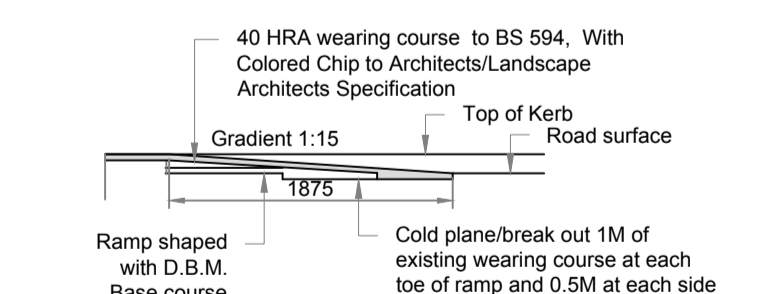 40 HRA wearing course to BS 594, With
Colored Chip to Architects/Landscape
Architects Specification
Top of Kerb
Gradient 1:15
Road surface
1875
Ramp shaped
with D.B.M.
Base course
Cold plane/break out 1M of
existing wearing course at each
toe of ramp and 0.5M at each side